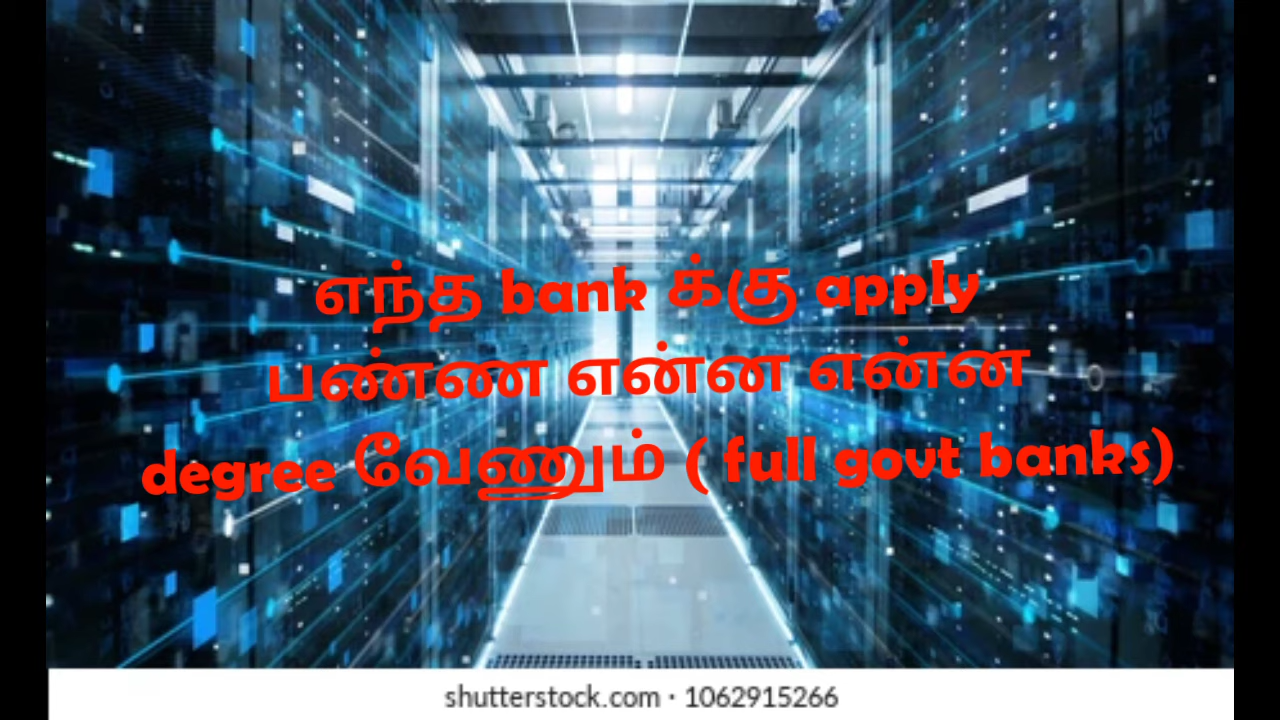 எந்த bank க்கு apply
பண்ண என்ன என்ன
degree வேணும் ( full govt banks)
shutterstock.com · 1062915266